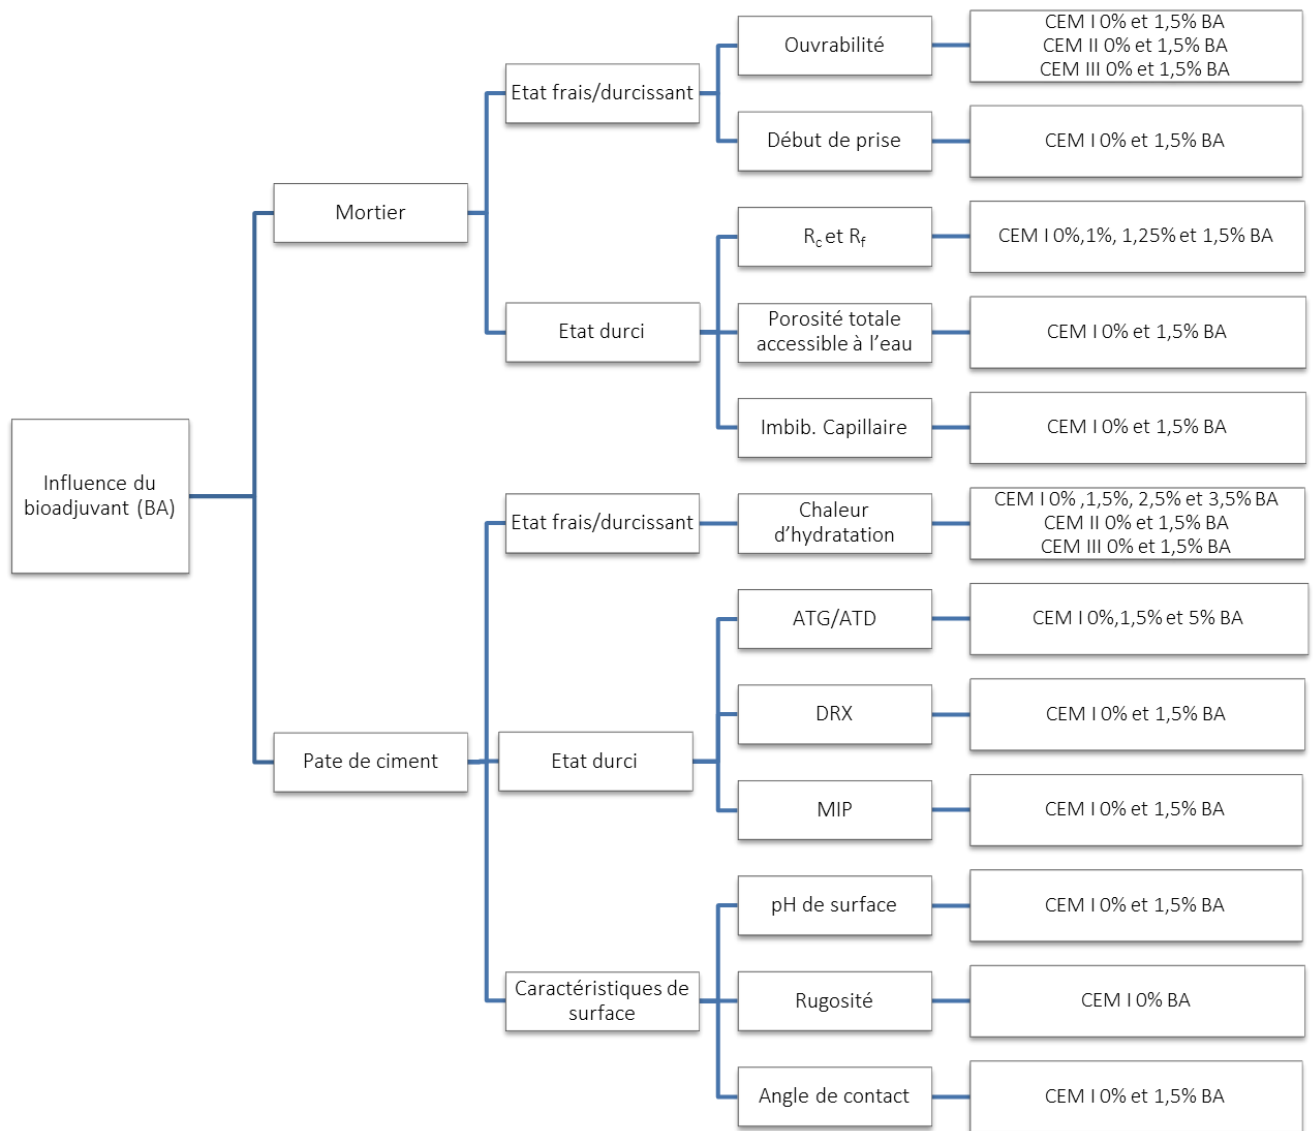 Influence du
bioadjuvant (BA)
Mortier
Etat frais/durcissant
Ouvrabilité
CEM I 0% et 1,5% BA
CEM II 0% et 1,5% BA
CEM III 0% et 1,5% BA
Début de prise
CEM I 0% et 1,5% BA
Etat durci
Rc et Rf
CEM I 0%,1%, 1,25% et 1,5% BA
Porosité totale
accessible à l'eau
CEM I 0% et 1,5% BA
Imbib. Capillaire
CEM I 0% et 1,5% BA
Pate de ciment
Etat frais/durcissant
Chaleur
d'hydratation
CEM I 0% ,1,5%, 2,5% et 3,5% BA
CEM II 0% et 1,5% BA
CEM III 0% et 1,5% BA
Etat durci
ATG/ATD
CEM I 0%,1,5% et 5% BA
DRX
CEM I 0% et 1,5% BA
MIP
CEM I 0% et 1,5% BA
Caractéristiques de
surface
pH de surface
CEM I 0% et 1,5% BA
Rugosité
CEM I 0% BA
Angle de contact
CEM I 0% et 1,5% BA